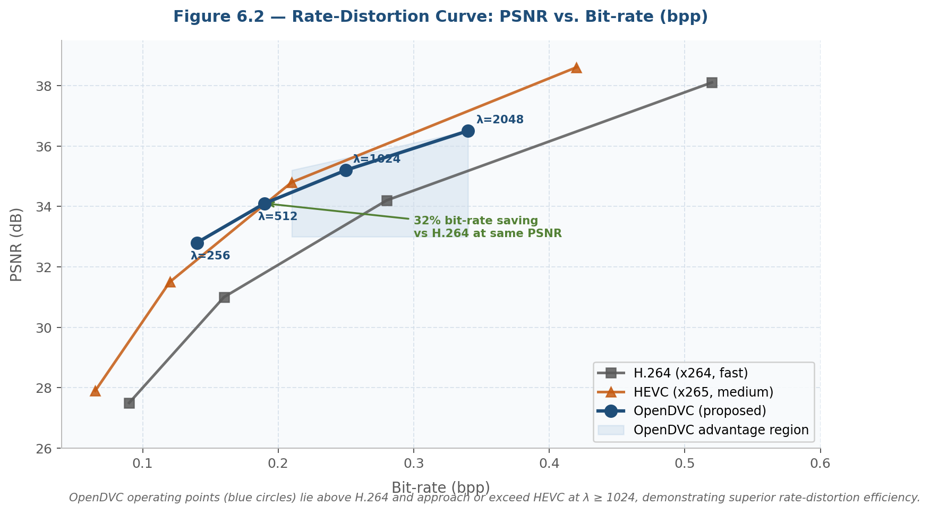 Figure 6.2 — Rate-Distortion Curve: PSNR vs. Bit-rate (bpp)
PSNR (dB)
38
36
34
32
30
28
26
λ=2048
λ=1024
λ=512
λ=256
32% bit-rate saving
vs H.264 at same PSNR
H.264 (x264, fast)
HEVC (x265, medium)
OpenDVC (proposed)
OpenDVC advantage region
0.1 0.2 0.3 0.4 0.5 0.6
Bit-rate (bpp)
OpenDVC operating points (blue circles) lie above H.264 and approach or exceed HEVC at λ ≥ 1024, demonstrating superior rate-distortion efficiency.